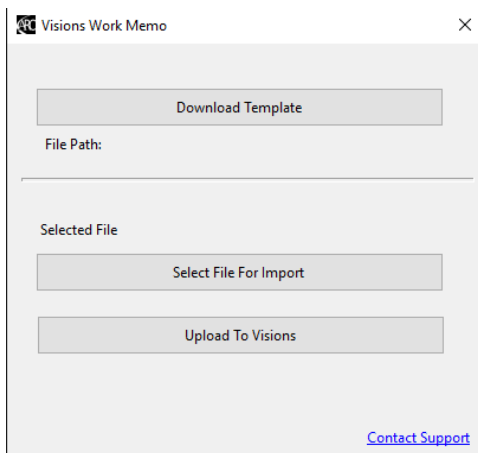 Visions Work Memo
Download Template
File Path:
Selected File
Select File For Import
Upload To Visions
Contact Support